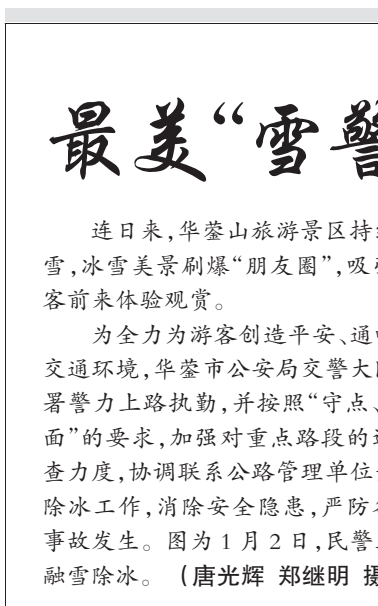 最美“雪警
连日来,华蓥山旅游景区持
雪,冰雪美景刷爆“朋友圈”,吸
客前来体验观赏。
为全力为游客创造平安、通
交通环境,华蓥市公安局交警大
署警力上路执勤,并按照“守点、
面”的要求,加强对重点路段的
查力度,协调联系公路管理单位
除冰工作,消除安全隐患,严防
事故发生。图为1月2日,民警
融雪除冰。（唐光辉 郑继明 摄